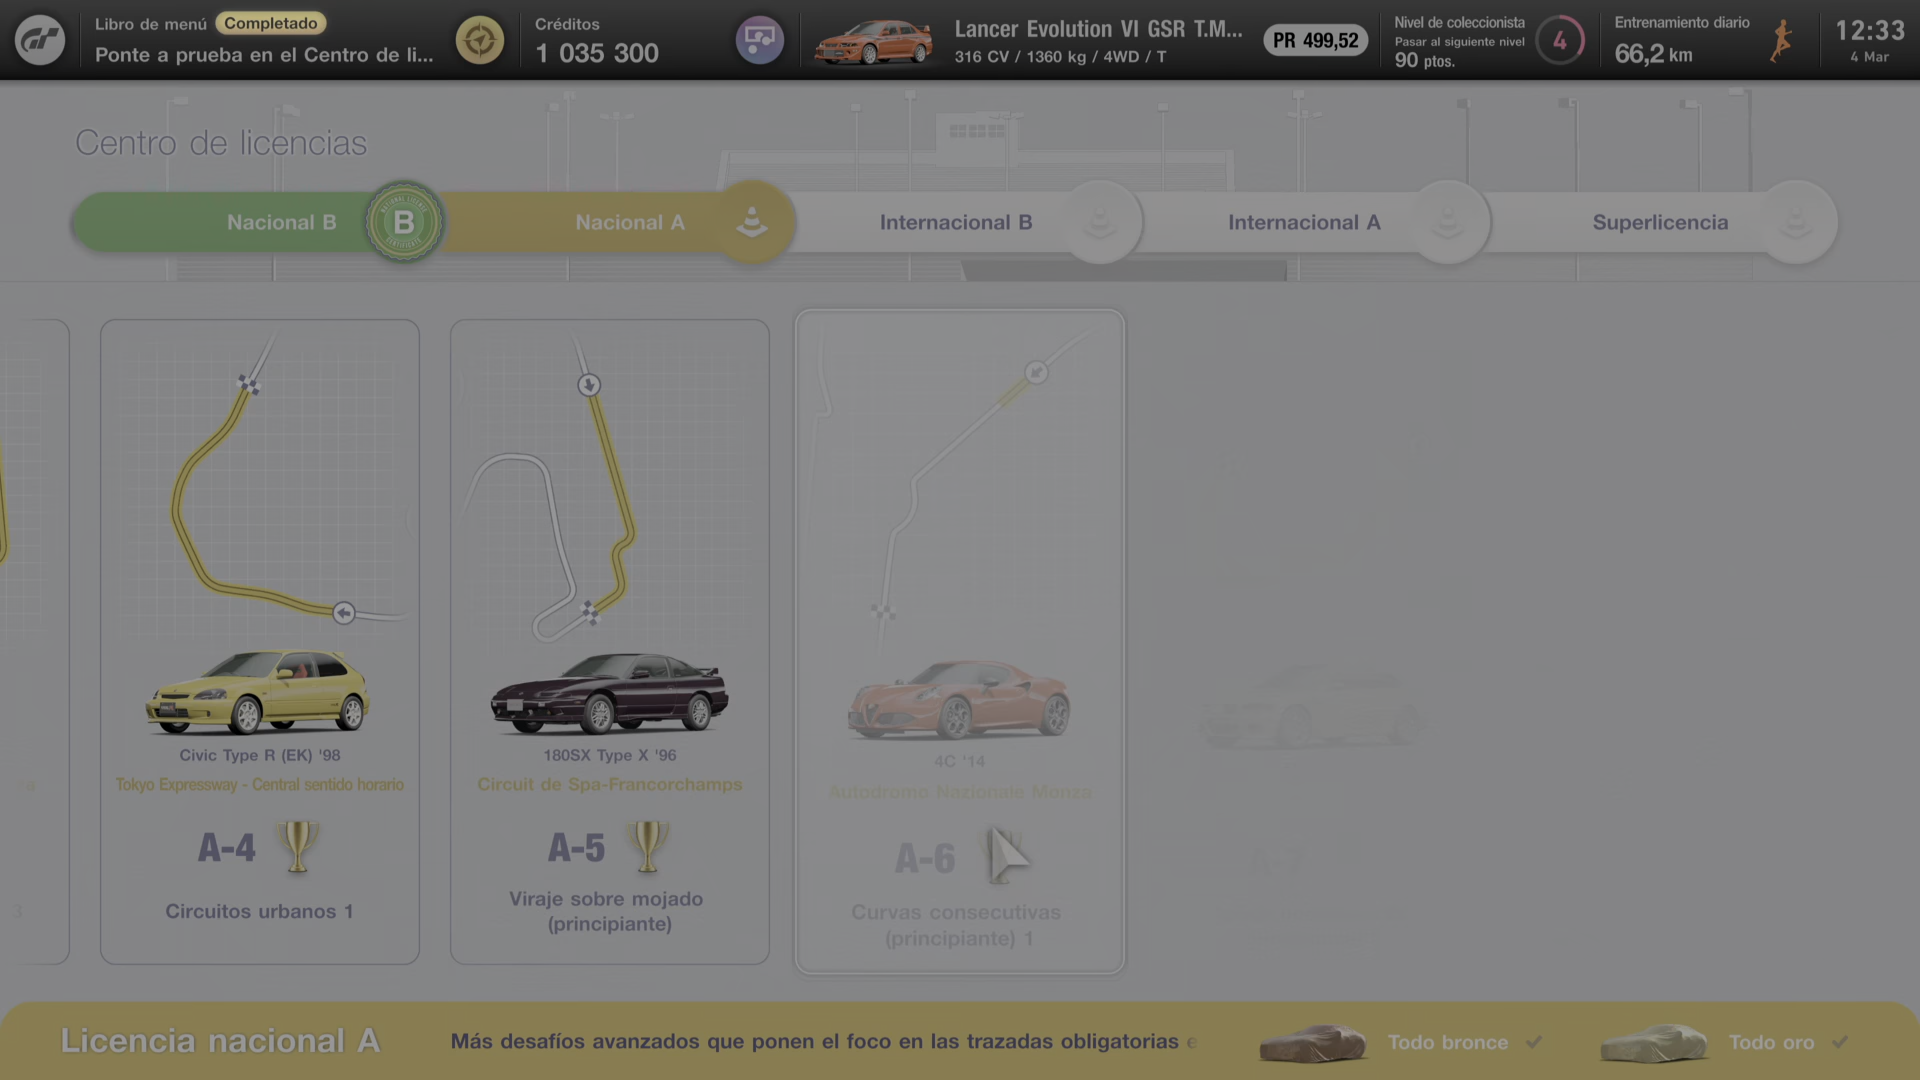 Libro de menú Completado
Ponte a prueba en el Centro de li...
Créditos
1 035 300
Lancer Evolution VI GSR T.M...
316 CV / 1360 kg / 4WD / T
PR 499,52
Nivel de coleccionista
Pasar al siguiente nivel
90 ptos.
4
Entrenamiento diario
66,2 km
12:33
4 Mar
Centro de licencias
Nacional B
B
Nacional A
Internacional B
Internacional A
Superlicencia
3
Civic Type R (EK) '98
Tokyo Expressway - Central sentido horario
A-4
Circuitos urbanos 1
180SX Type X '96
Circuit de Spa-Francorchamps
A-5
Viraje sobre mojado
(principiante)
4C '14
Autodromo Nazionale Monza
A-6
Curvas consecutivas
(principiante) 1
A-7
Licencia nacional A
Más desafíos avanzados que ponen el foco en las trazadas obligatorias e
Todo bronce
Todo oro